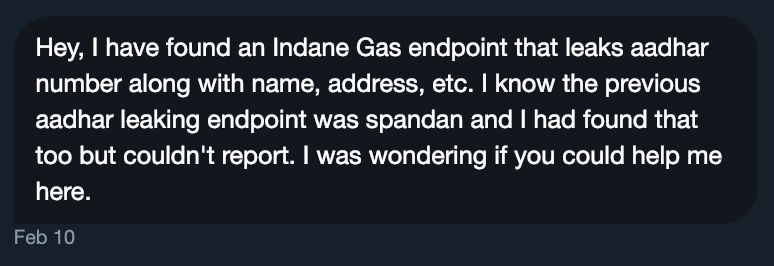 Hey, I have found an Indane Gas endpoint that leaks aadhar
number along with name, address, etc. I know the previous
aadhar leaking endpoint was spandan and I had found that
too but couldn't report. I was wondering if you could help me
here.
Feb 10